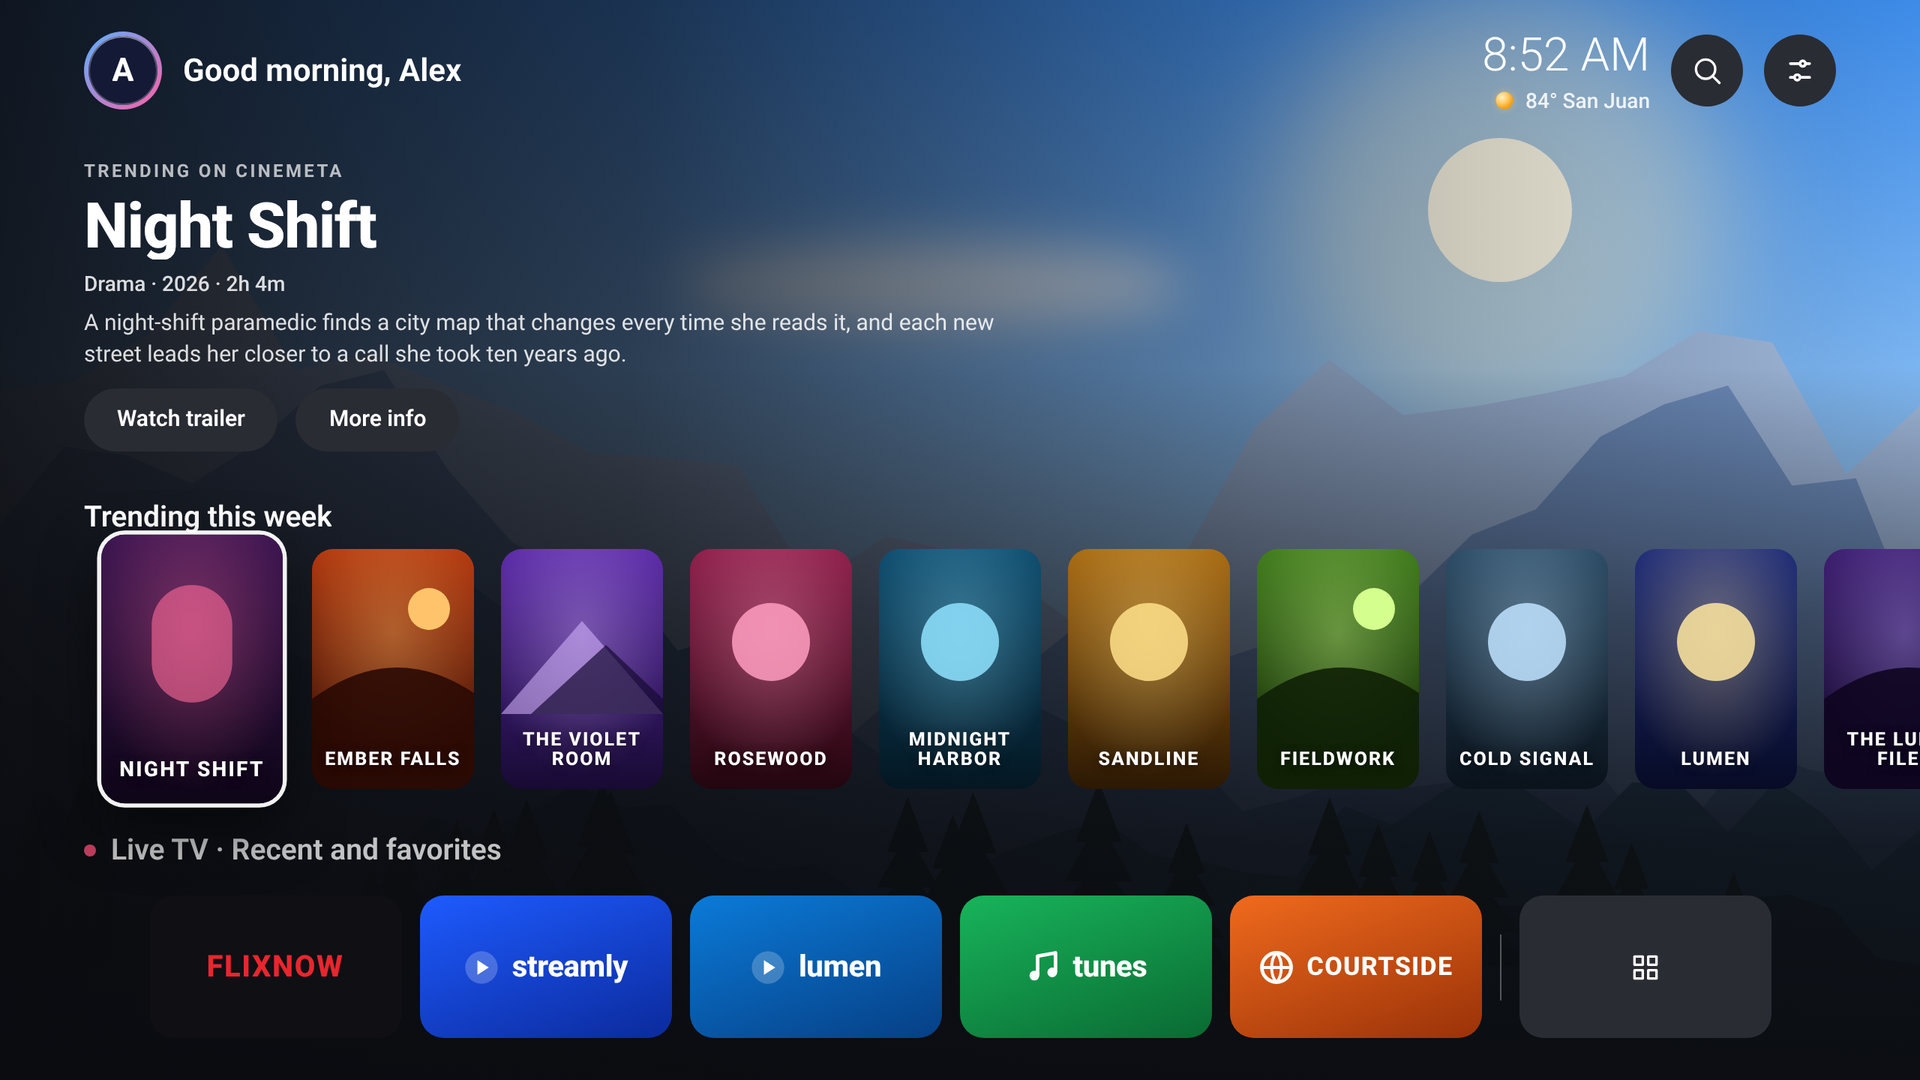 A
Good morning, Alex
8:52 AM
84° San Juan
TRENDING ON CINEMETA
Night Shift
Drama · 2026 · 2h 4m
A night-shift paramedic finds a city map that changes every time she reads it, and each new
street leads her closer to a call she took ten years ago.
Watch trailer
More info
Trending this week
NIGHT SHIFT
EMBER FALLS
THE VIOLET
ROOM
ROSEWOOD
MIDNIGHT
HARBOR
SANDLINE
FIELDWORK
COLD SIGNAL
LUMEN
THE
Live TV · Recent and favorites
FLIXNOW
streamly
lumen
tunes
COURTSIDE